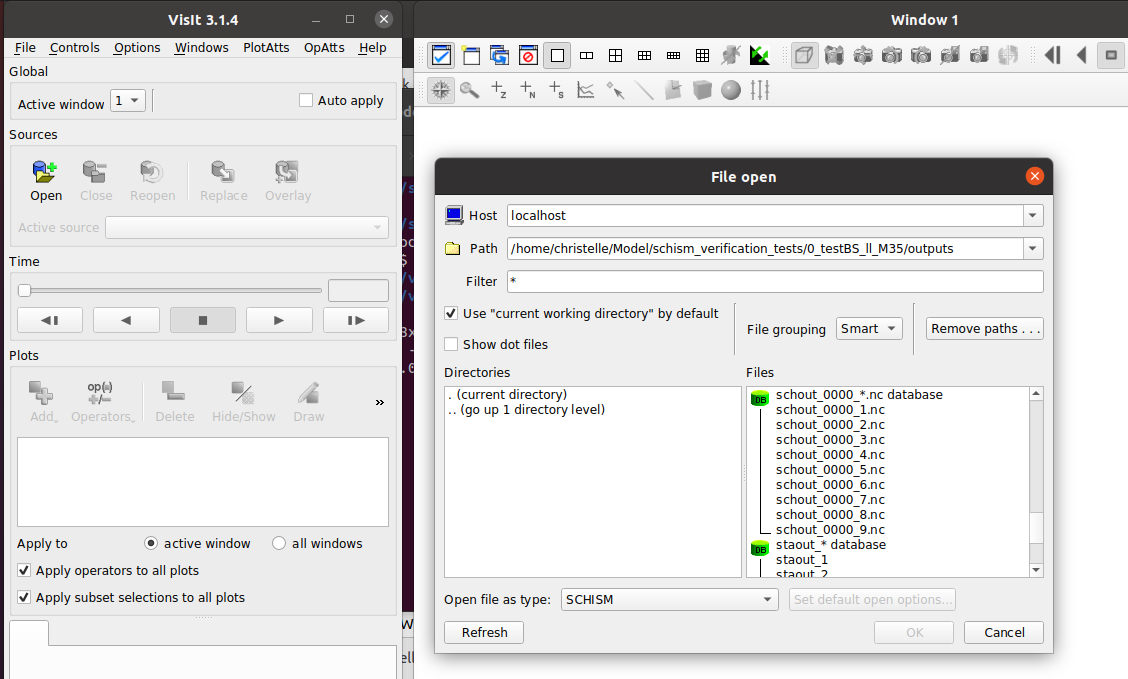 VisIt 3.1.4
File Controls Options Windows PlotAtts OpAtts Help
Global
Active window 1 Auto apply
Sources
Open Close Reopen Replace Overlay
Active source
Time
Plots
op() +/-
Add Operators Delete Hide/Show Draw »
Apply to active window all windows
Apply operators to all plots
Apply subset selections to all plots
Window 1
Z N S
File open
Host localhost
Path /home/christelle/Model/schism_verification_tests/0_testBS_ll_M35/outputs
Filter *
Use "current working directory" by default
Show dot files
File grouping Smart Remove paths . . .
Directories
. (current directory)
.. (go up 1 directory level)
Files
DB schout_0000_*.nc database
schout_0000_1.nc
schout_0000_2.nc
schout_0000_3.nc
schout_0000_4.nc
schout_0000_5.nc
schout_0000_6.nc
schout_0000_7.nc
schout_0000_8.nc
schout_0000_9.nc
DB staout_* database
staout_1
staout_2
Open file as type: SCHISM Set default open options...
Refresh OK Cancel